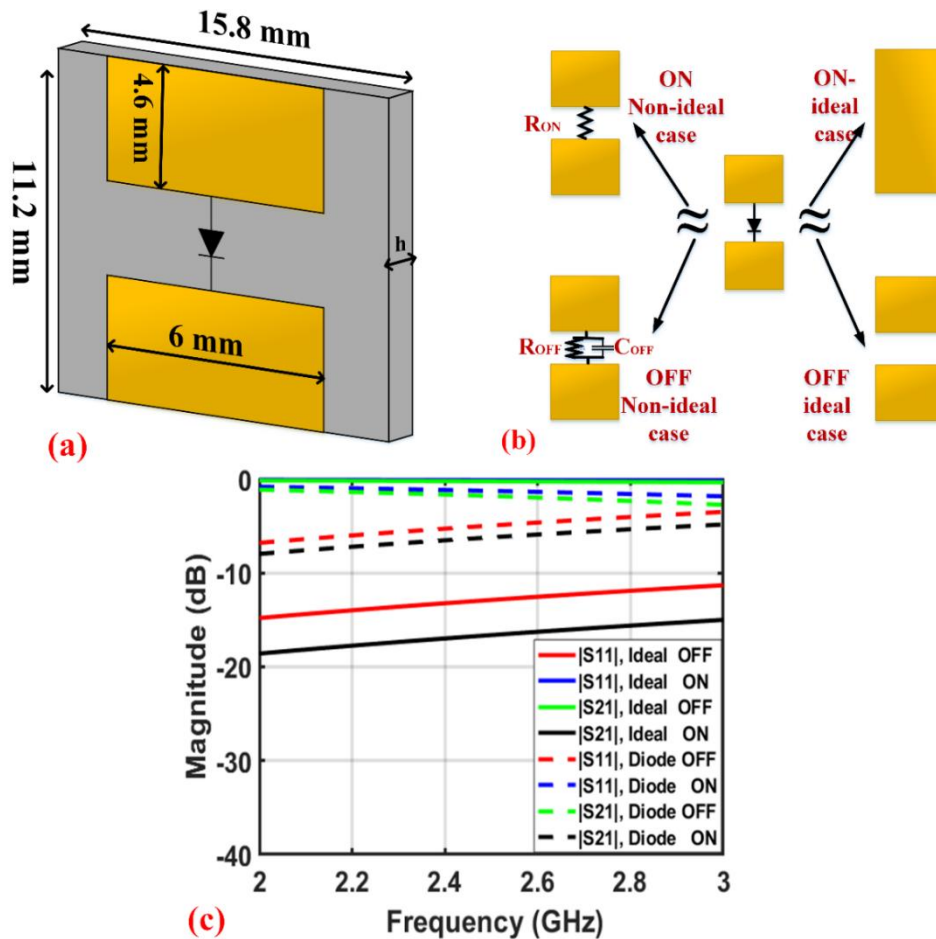 (a)
15.8 mm
4.6 mm
11.2 mm
h
6 mm
ON
Non-ideal
case
RON
ON-
ideal
case
ROFF
COFF
OFF
Non-ideal
case
OFF
ideal
case
(b)
Magnitude (dB)
0
-10
-20
-30
-40
2
2.2
2.4
2.6
2.8
3
Frequency (GHz)
|S11|, Ideal OFF
|S11|, Ideal ON
|S21|, Ideal OFF
|S21|, Ideal ON
|S11|, Diode OFF
|S11|, Diode ON
|S21|, Diode OFF
|S21|, Diode ON
(c)